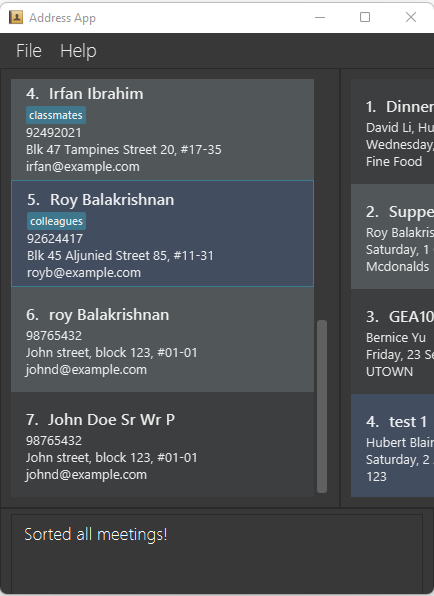 Address App
File Help
4. Irfan Ibrahim
classmates
92492021
Blk 47 Tampines Street 20, #17-35
irfan@example.com
5. Roy Balakrishnan
colleagues
92624417
Blk 45 Aljunied Street 85, #11-31
royb@example.com
6. roy Balakrishnan
98765432
John street, block 123, #01-01
johnd@example.com
7. John Doe Sr Wr P
98765432
John street, block 123, #01-01
johnd@example.com
1. Dinner
David Li, Hu
Wednesday,
Fine Food
2. Suppe
Roy Balakris
Saturday, 1
Mcdonalds
3. GEA10
Bernice Yu
Friday, 23 Se
UTOWN
4. test 1
Hubert Blain
Saturday, 2
123
Sorted all meetings!